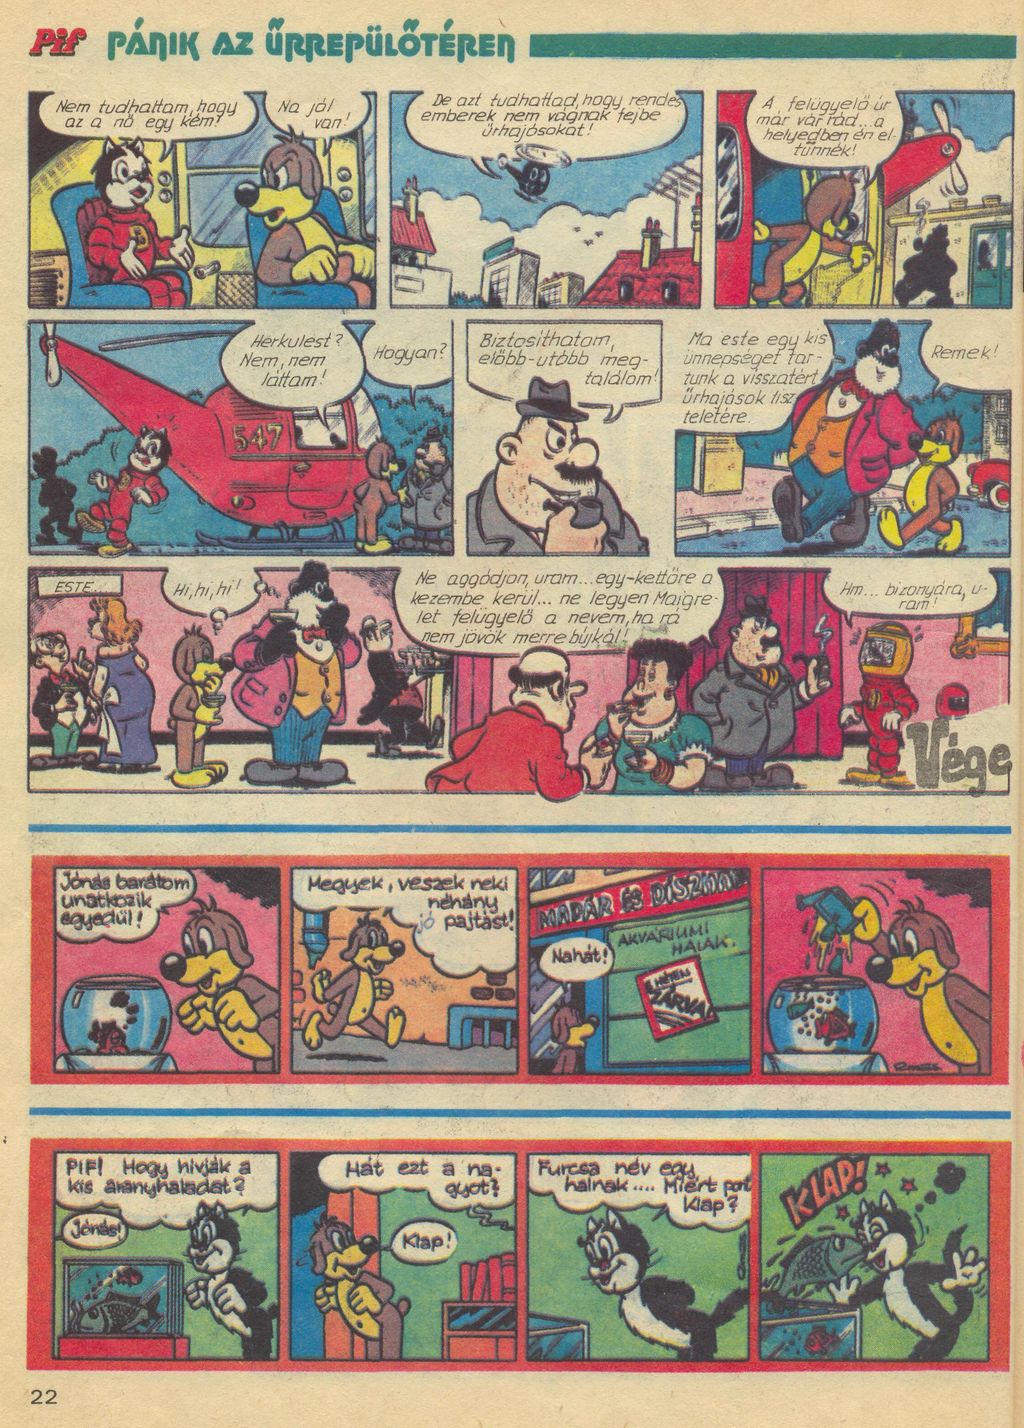 Pif PÁNIK AZ ŰRREPÜLŐTÉREN
Nem tudhattam, hogy
az a nő egy kém!
Na jól
van!
De azt tudhattad, hogy rendes
emberek nem vágnak fejbe
űrhajósokat!
A felügyelő úr
már vár rád...a
helyedben én el-
tűnnék!
Herkulest?
Nem, nem
láttam!
Hogyan?
547
Biztosíthatom,
előbb-utóbb meg-
találom!
Ma este egy kis
ünnepséget tar-
tunk a visszatért
űrhajósok tisz-
teletére.
Remek!
ESTE...
Hi, hi, hi!
Ne aggódjon, uram...egy-kettőre a
kezembe kerül... ne legyen Maigre-
let felügyelő a nevem, ha rá
nem jövök merre bújkál!
Hm... bizonyára, u-
ram!
Vége
Jónás barátom
unatkozik
egyedül!
Megyek, veszek neki
néhány
jó pajtást!
MADÁR ÉS DÍSZHAL
AKVÁRIUMI
HALAK.
Nahát!
E HÉTEN
ZÁRVA
PIF! Hogy hívják a
kis aranyhaladat?
Jónás!
Hát ezt a na-
gyot?
Klap!
Furcsa név egy
halnak.... Miért pont
Klap?
KLAP!
22